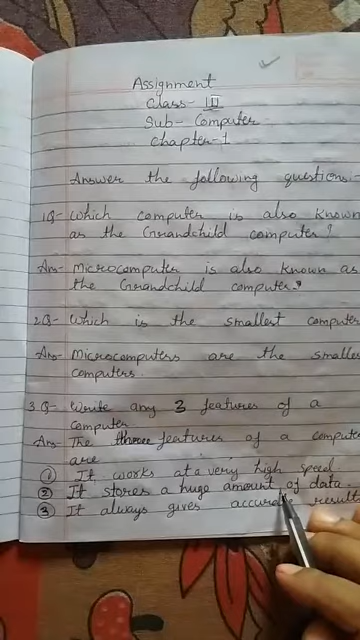 Assignment
Class- III
Sub- Computer
Chapter-1
Answer the following questions:-
1Q- Which computer is also known
as the Grandchild computer?
Ans- Microcomputer is also known as
the Grandchild computer.?
2Q- Which is the smallest computer
Ans- Microcomputers are the smalles
computers.
3Q- Write any 3 features of a
computer
Ans- The three features of a compute
are
1 It works at a very high speed
2 It stores a huge amount of data.
3 It always gives accurate results